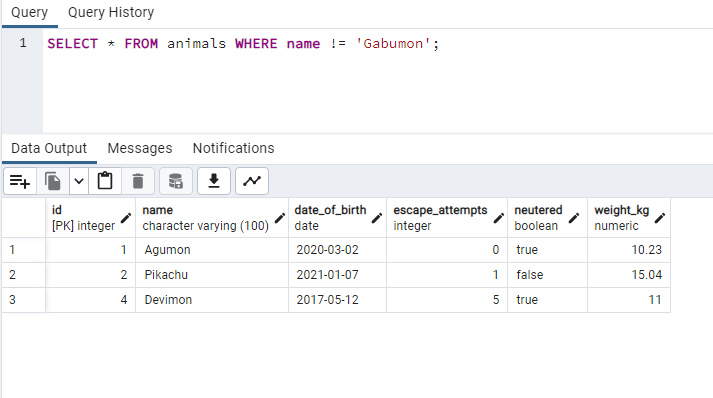 Query Query History
1 SELECT * FROM animals WHERE name != 'Gabumon';
Data Output Messages Notifications
id name date_of_birth escape_attempts neutered weight_kg
[PK] integer character varying (100) date integer boolean numeric
1 1 Agumon 2020-03-02 0 true 10.23
2 2 Pikachu 2021-01-07 1 false 15.04
3 4 Devimon 2017-05-12 5 true 11